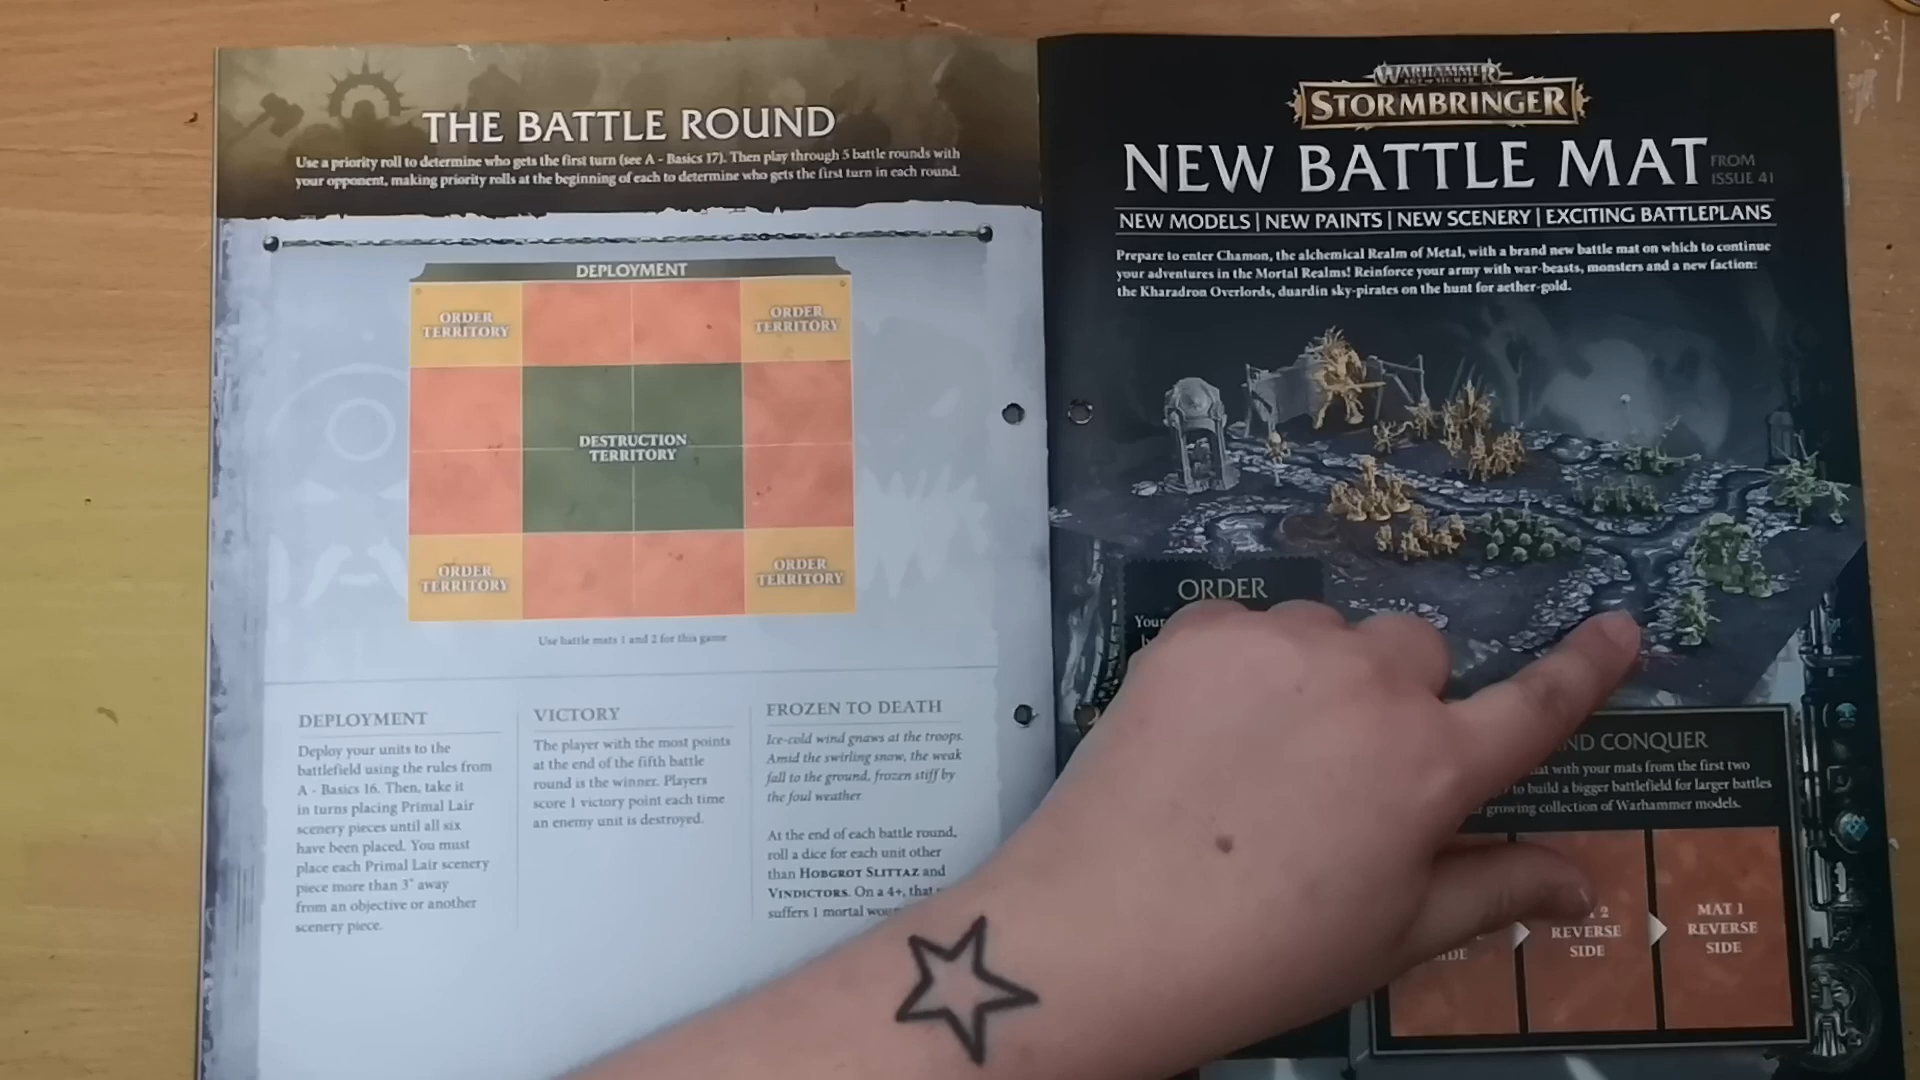 THE BATTLE ROUND
Use a priority roll to determine who gets the first turn (see A - Basics 17). Then play through 5 battle rounds with
your opponent, making priority rolls at the beginning of each to determine who gets the first turn in each round.
DEPLOYMENT
ORDER
TERRITORY
ORDER
TERRITORY
DESTRUCTION
TERRITORY
ORDER
TERRITORY
ORDER
TERRITORY
Use battle mats 1 and 2 for this game
DEPLOYMENT
Deploy your units to the
battlefield using the rules from
A - Basics 16. Then, take it
in turns placing Primal Lair
scenery pieces until all six
have been placed. You must
place each Primal Lair scenery
piece more than 3" away
from an objective or another
scenery piece.
VICTORY
The player with the most points
at the end of the fifth battle
round is the winner. Players
score 1 victory point each time
an enemy unit is destroyed.
FROZEN TO DEATH
Ice-cold wind gnaws at the troops.
Amid the swirling snow, the weak
fall to the ground, frozen stiff by
the foul weather.
At the end of each battle round,
roll a dice for each unit other
than HOBGROT SLITTAZ and
VINDICTORS. On a 4+, that
suffers 1 mortal
WARHAMMER
AGE OF SIGMAR
STORMBRINGER
NEW BATTLE MAT
FROM
ISSUE 41
NEW MODELS | NEW PAINTS | NEW SCENERY | EXCITING BATTLEPLANS
Prepare to enter Chamon, the alchemical Realm of Metal, with a brand new battle mat on which to continue
your adventures in the Mortal Realms! Reinforce your army with war-beasts, monsters and a new faction:
the Kharadron Overlords, duardin sky-pirates on the hunt for aether-gold.
ORDER
Your
CONQUER
with your mats from the first two
to build a bigger battlefield for larger battles
growing collection of Warhammer models.
2
REVERSE
SIDE
MAT 1
REVERSE
SIDE